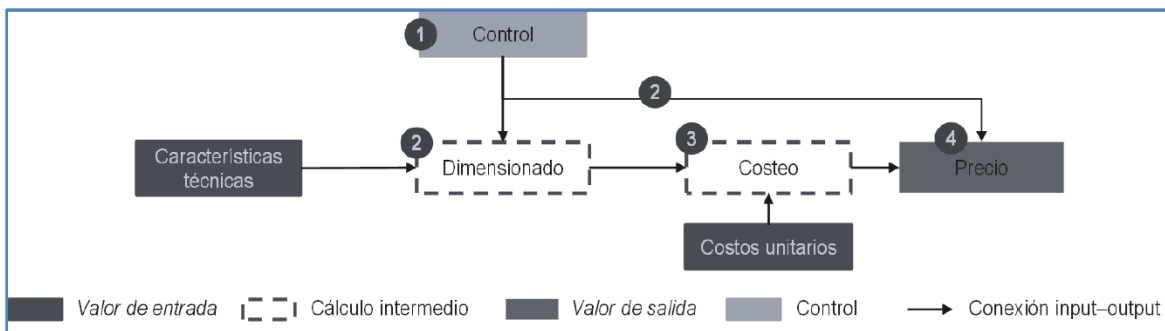 1
Control
2
Características
técnicas
2
Dimensionado
3
Costeo
4
Precio
Costos unitarios
Valor de entrada
Cálculo intermedio
Valor de salida
Control
Conexión input–output